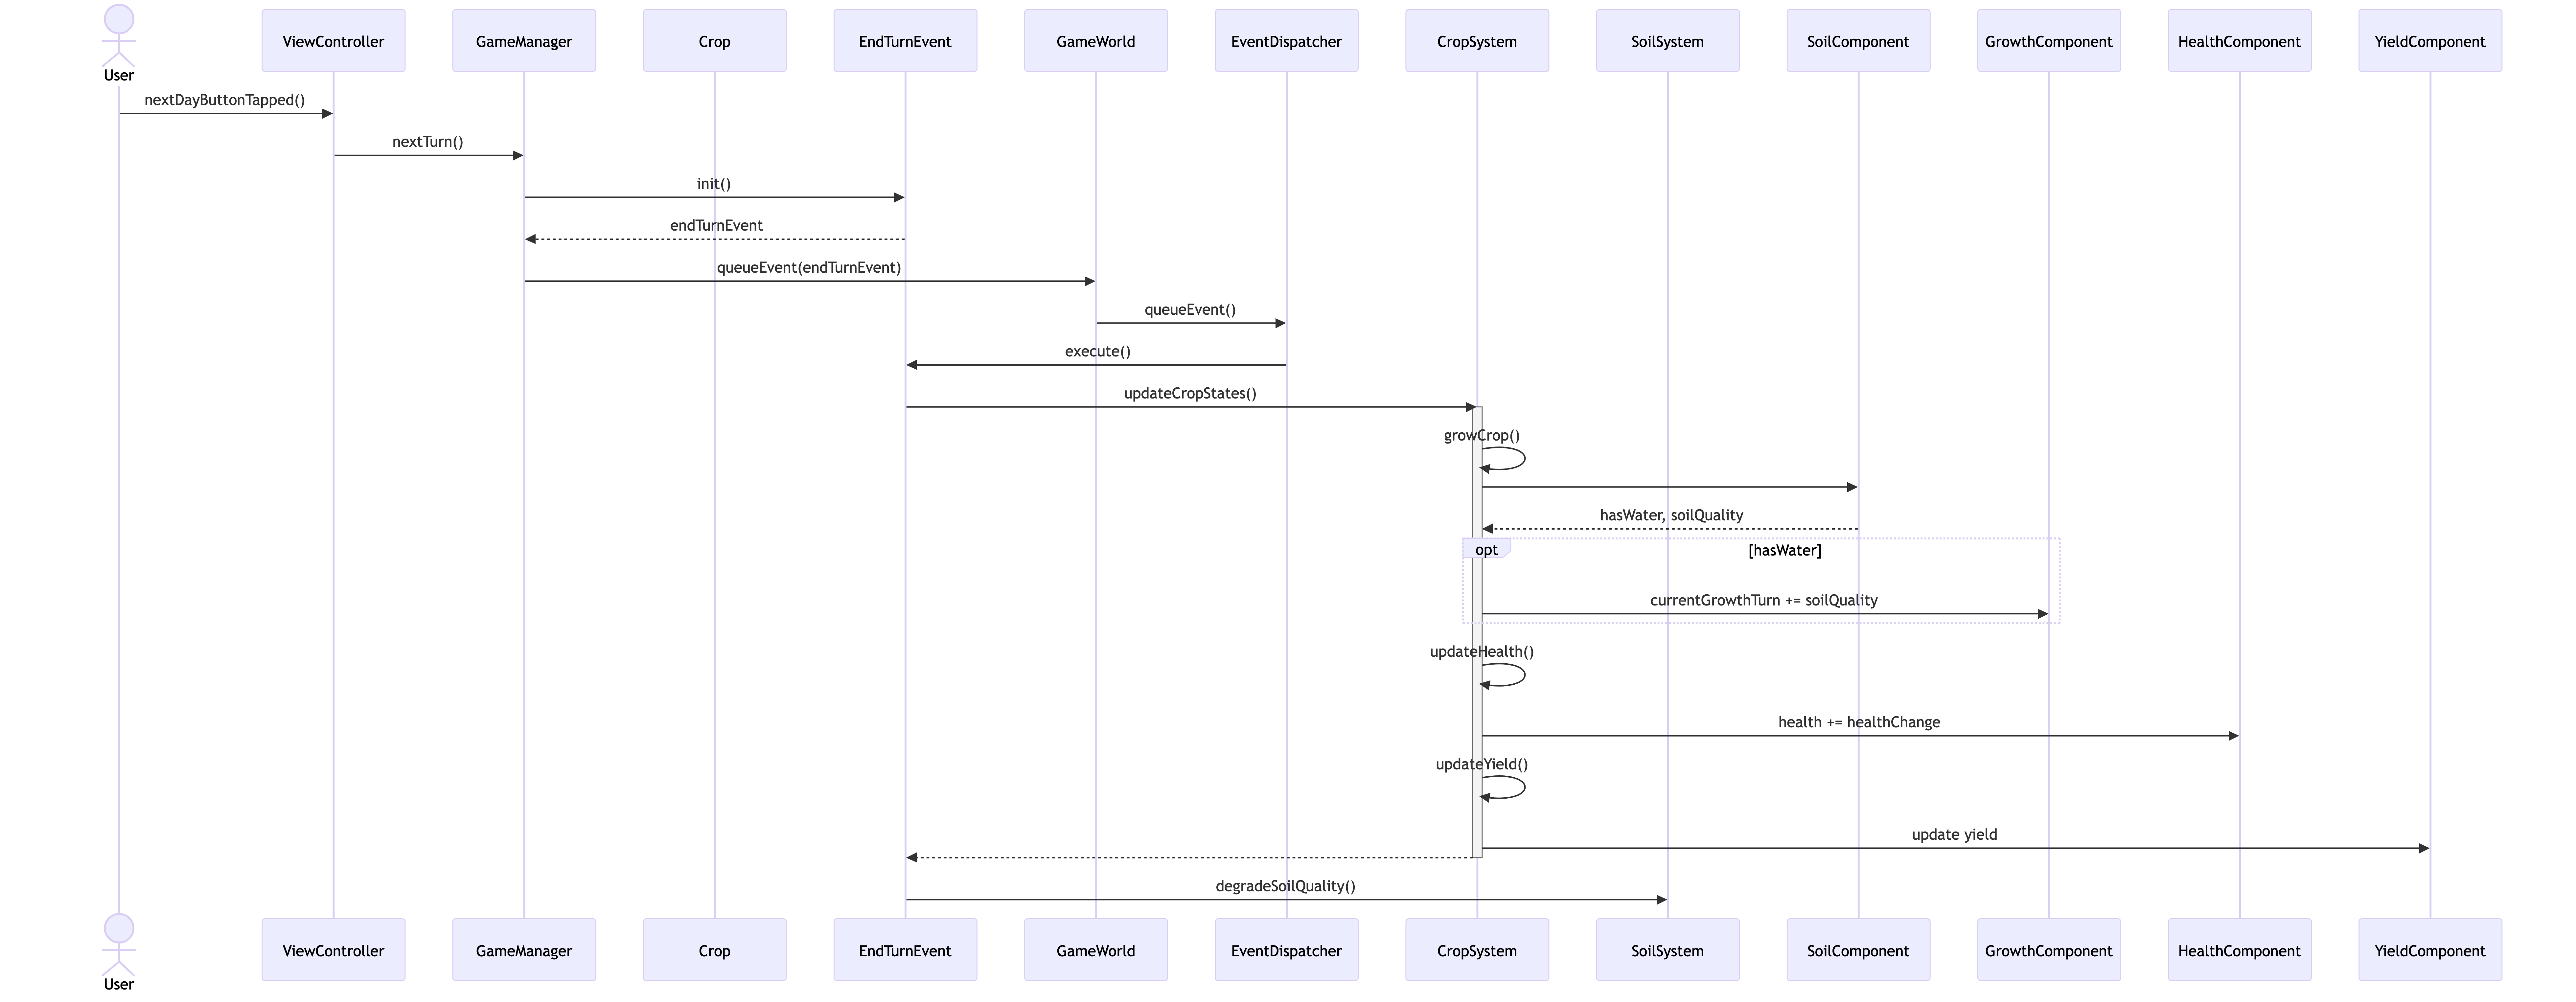 User
ViewController
GameManager
Crop
EndTurnEvent
GameWorld
EventDispatcher
CropSystem
SoilSystem
SoilComponent
GrowthComponent
HealthComponent
YieldComponent
nextDayButtonTapped()
nextTurn()
init()
endTurnEvent
queueEvent(endTurnEvent)
queueEvent()
execute()
updateCropStates()
growCrop()
hasWater, soilQuality
opt
[hasWater]
currentGrowthTurn += soilQuality
updateHealth()
health += healthChange
updateYield()
update yield
degradeSoilQuality()
User
ViewController
GameManager
Crop
EndTurnEvent
GameWorld
EventDispatcher
CropSystem
SoilSystem
SoilComponent
GrowthComponent
HealthComponent
YieldComponent